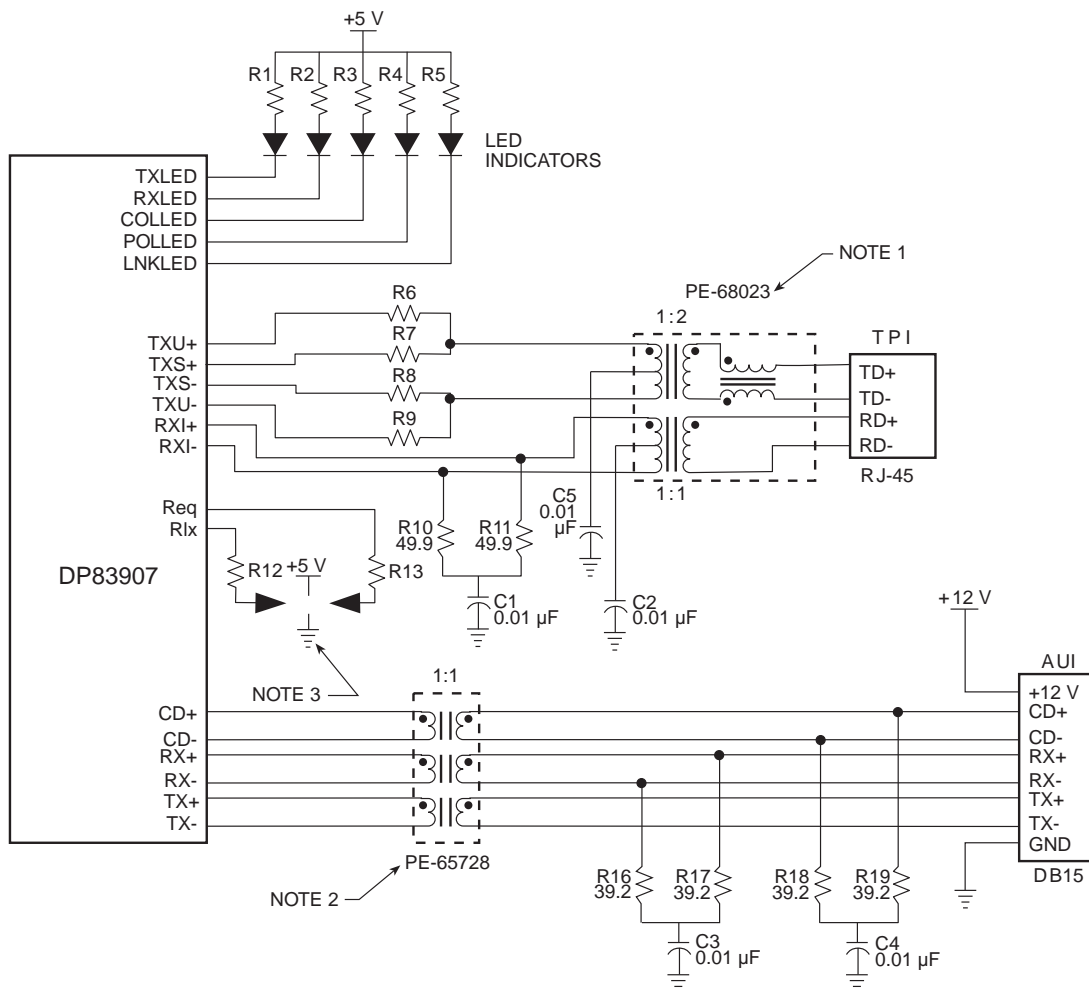 +5 V
R1 R2 R3 R4 R5
LED
INDICATORS
TXLED
RXLED
COLLED
POLLED
LNKLED
NOTE 1
PE-68023
R6
1:2
R7
TPI
TXU+
TXS+
TXS-
TXU-
RXI+
RXI-
R8
R9
TD+
TD-
RD+
RD-
RJ-45
1:1
C5
0.01
µF
Req
RIx
R10
49.9
R11
49.9
DP83907
R12
+5 V
R13
C1
0.01 µF
C2
0.01 µF
+12 V
NOTE 3
1:1
AUI
+12 V
CD+
CD-
RX+
RX-
TX+
TX-
CD+
CD-
RX+
RX-
TX+
TX-
GND
DB15
PE-65728
NOTE 2
R16
39.2
R17
39.2
R18
39.2
R19
39.2
C3
0.01 µF
C4
0.01 µF